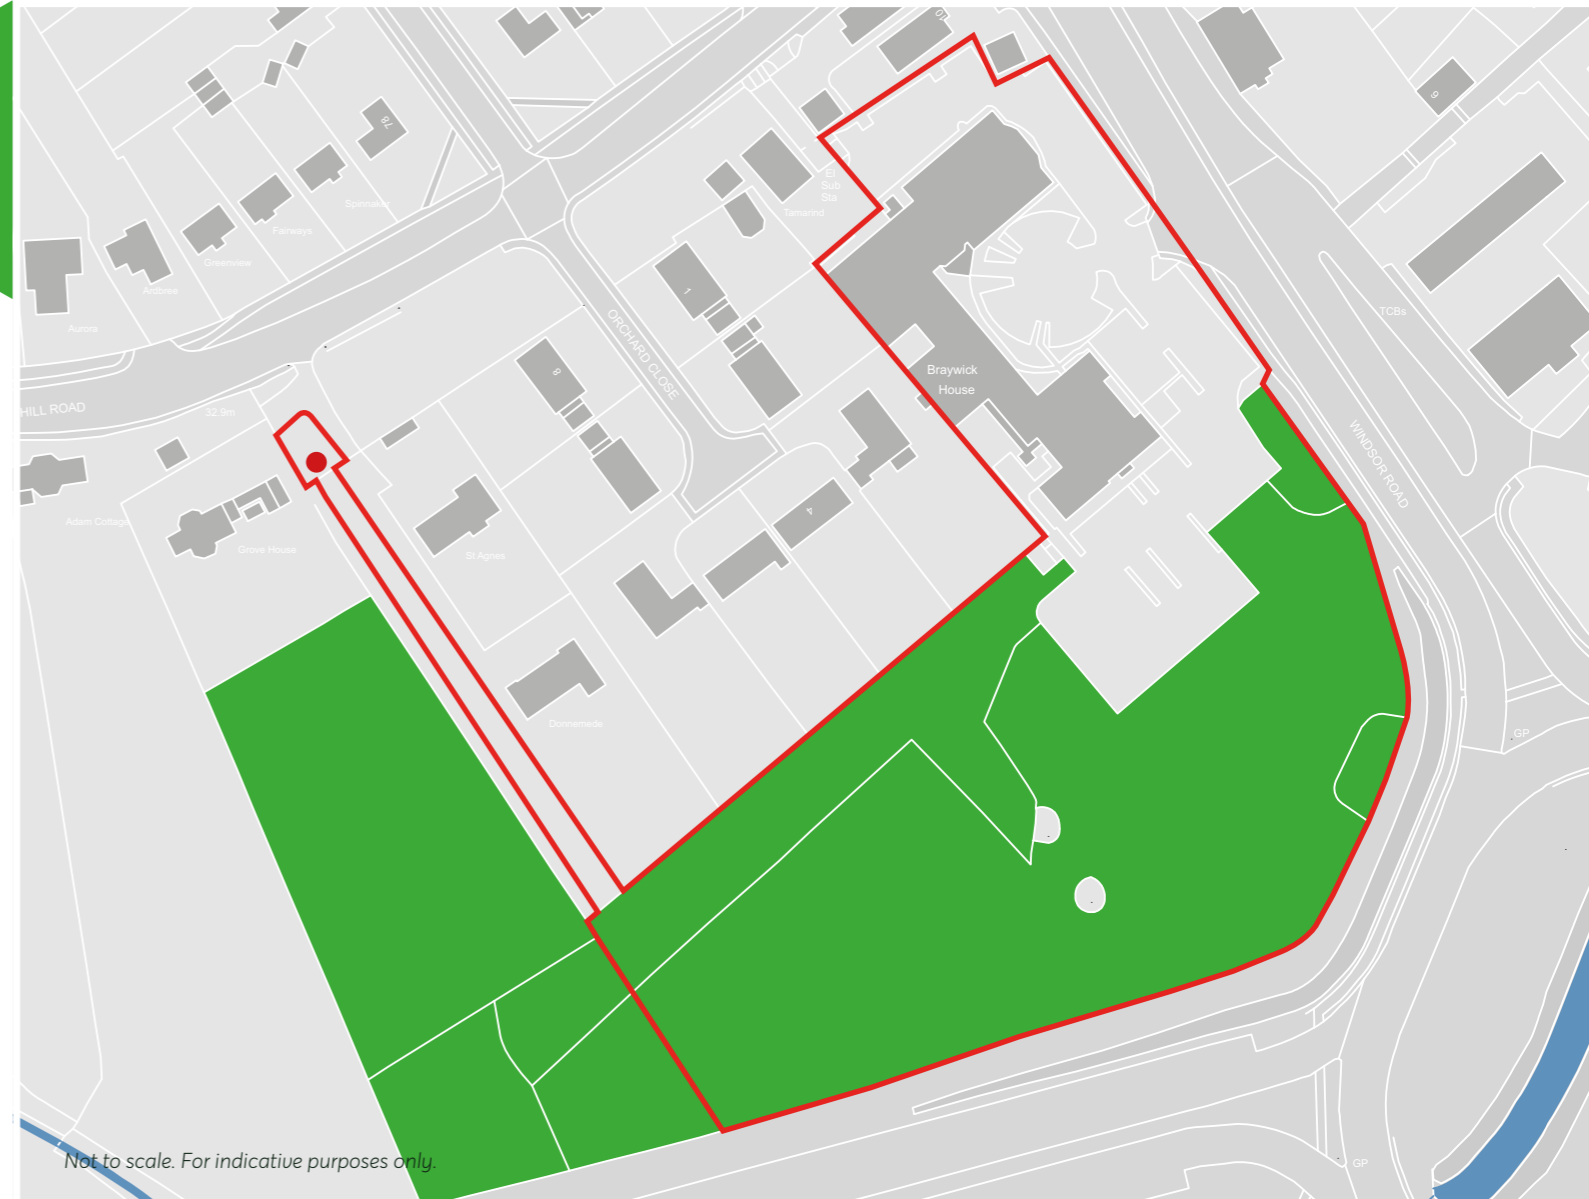 10
78
6
El
Sub
Sta
Tamarind
Spinnaker
Fairways
Greenview
Ardbrea
Aurora
1
TCBs
ORCHARD CLOSE
Braywick
House
8
HILL ROAD
32.9m
WINDSOR ROAD
4
Adam Cottage
Grove House
St Agnes
Donnemede
GP
Not to scale. For indicative purposes only.
GP